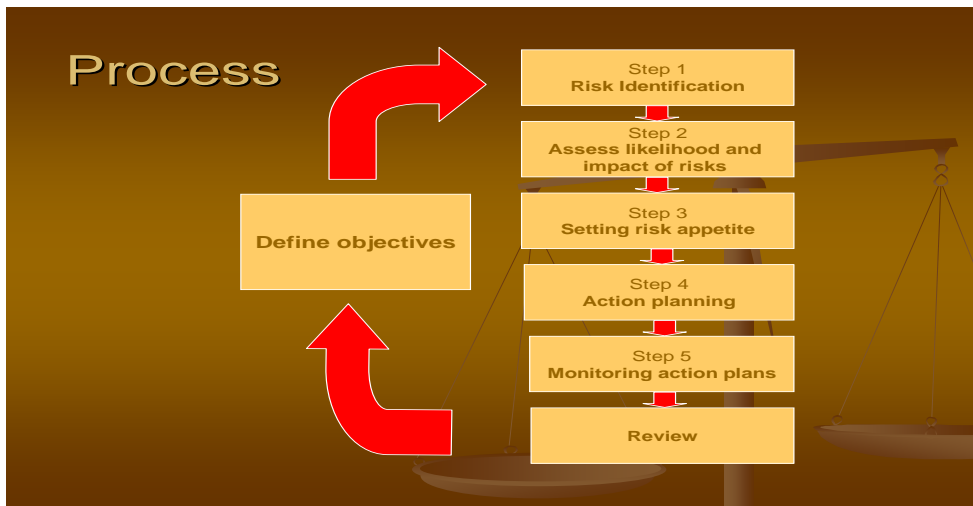 Process
Define objectives
Step 1
Risk Identification
Step 2
Assess likelihood and
impact of risks
Step 3
Setting risk appetite
Step 4
Action planning
Step 5
Monitoring action plans
Review